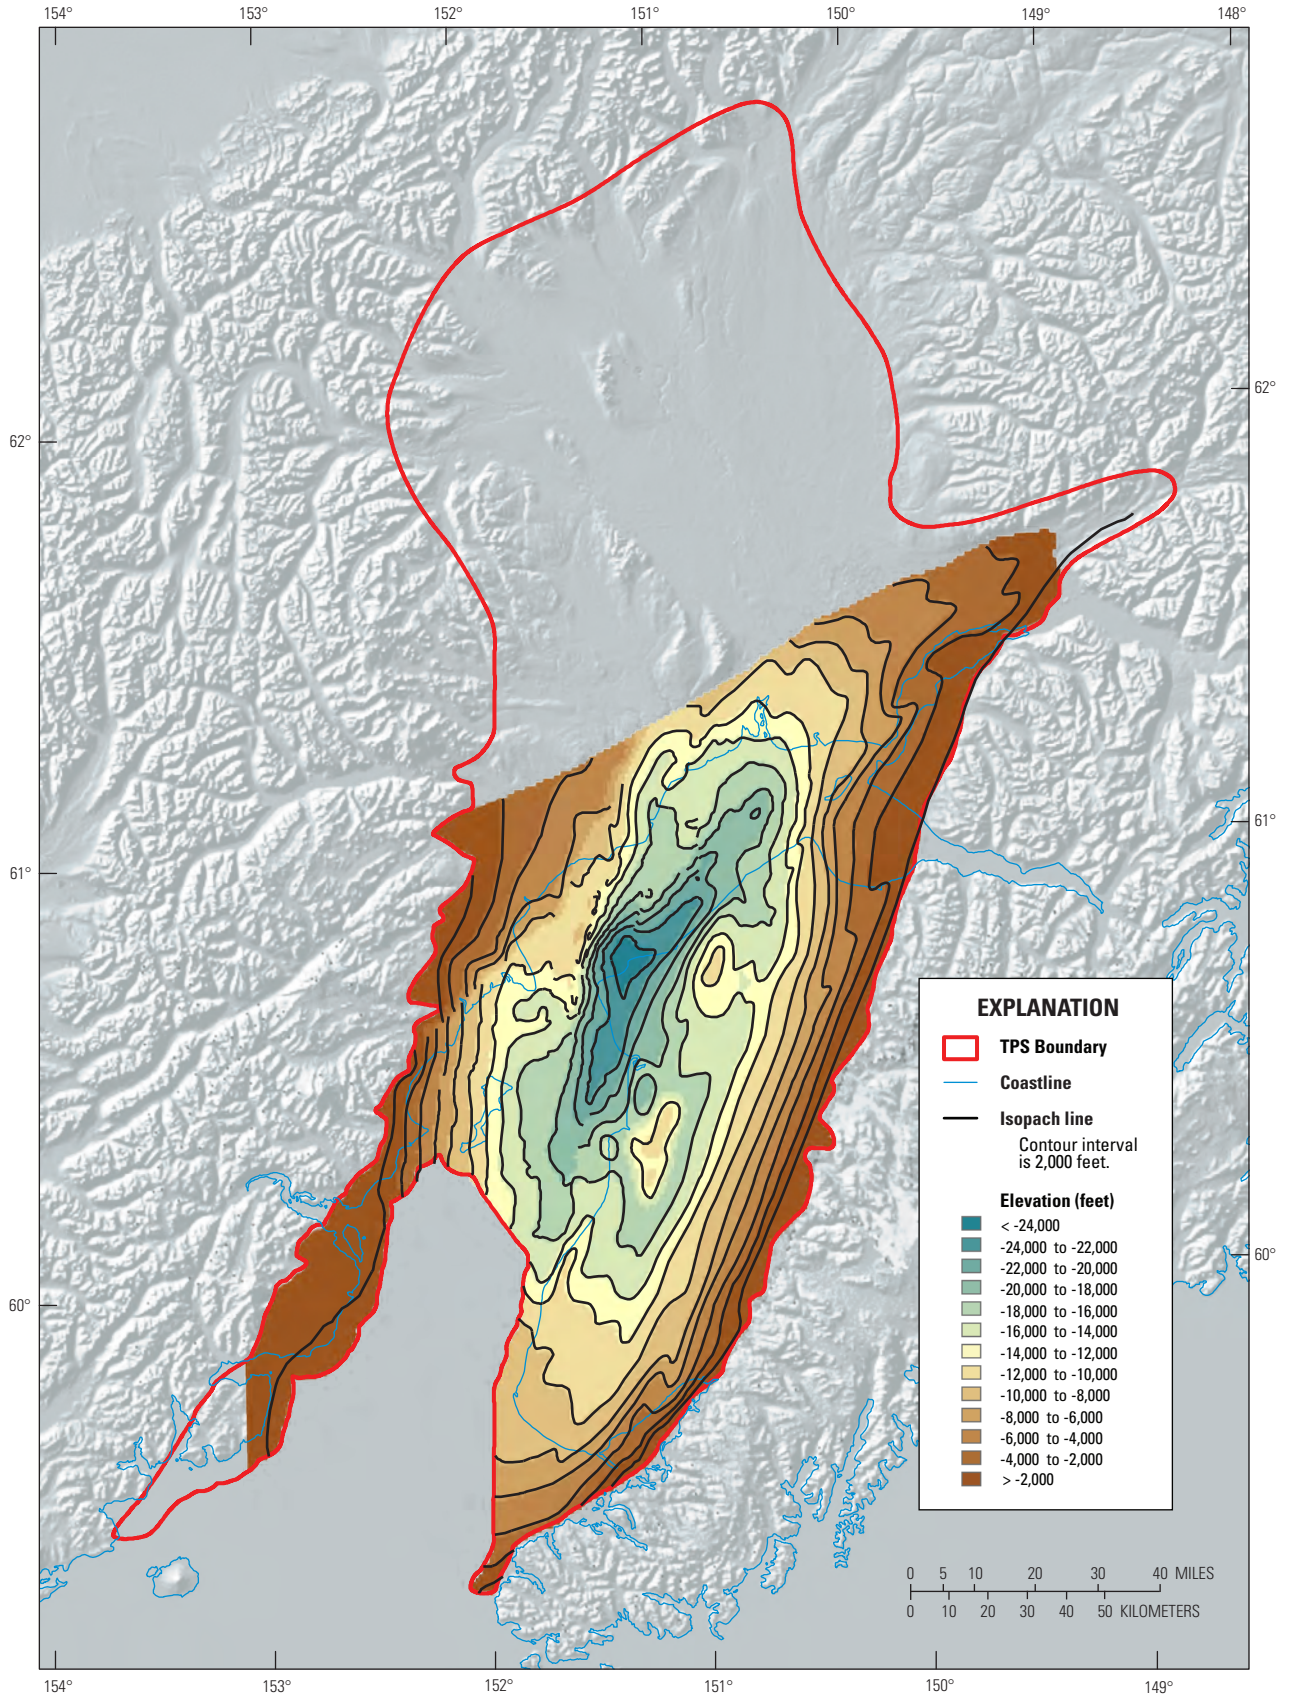 154° 153° 152° 151° 150° 149° 148°
62°
62°
61°
61°
60°
60°
EXPLANATION
TPS Boundary
Coastline
Isopach line
Contour interval
is 2,000 feet.
Elevation (feet)
< -24,000
-24,000 to -22,000
-22,000 to -20,000
-20,000 to -18,000
-18,000 to -16,000
-16,000 to -14,000
-14,000 to -12,000
-12,000 to -10,000
-10,000 to -8,000
-8,000 to -6,000
-6,000 to -4,000
-4,000 to -2,000
> -2,000
0 5 10 20 30 40 MILES
0 10 20 30 40 50 KILOMETERS
154° 153° 152° 151° 150° 149°